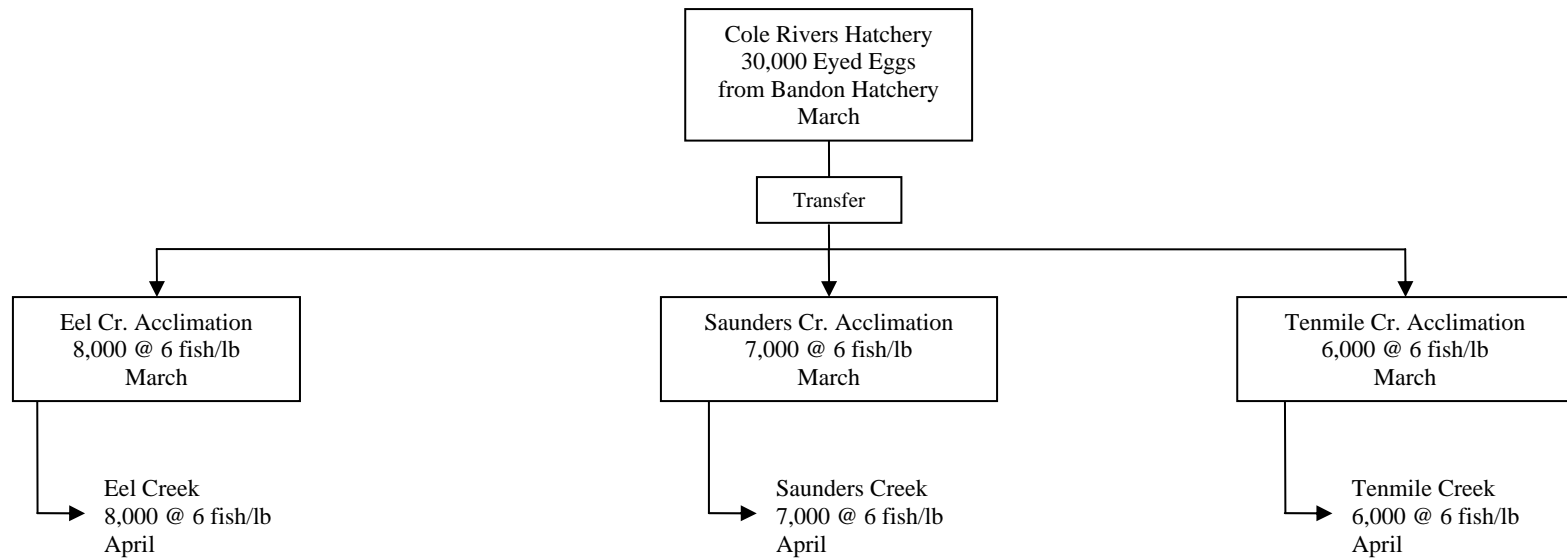 Cole Rivers Hatchery
30,000 Eyed Eggs
from Bandon Hatchery
March
Transfer
Eel Cr. Acclimation
8,000 @ 6 fish/lb
March
Saunders Cr. Acclimation
7,000 @ 6 fish/lb
March
Tenmile Cr. Acclimation
6,000 @ 6 fish/lb
March
Eel Creek
8,000 @ 6 fish/lb
April
Saunders Creek
7,000 @ 6 fish/lb
April
Tenmile Creek
6,000 @ 6 fish/lb
April